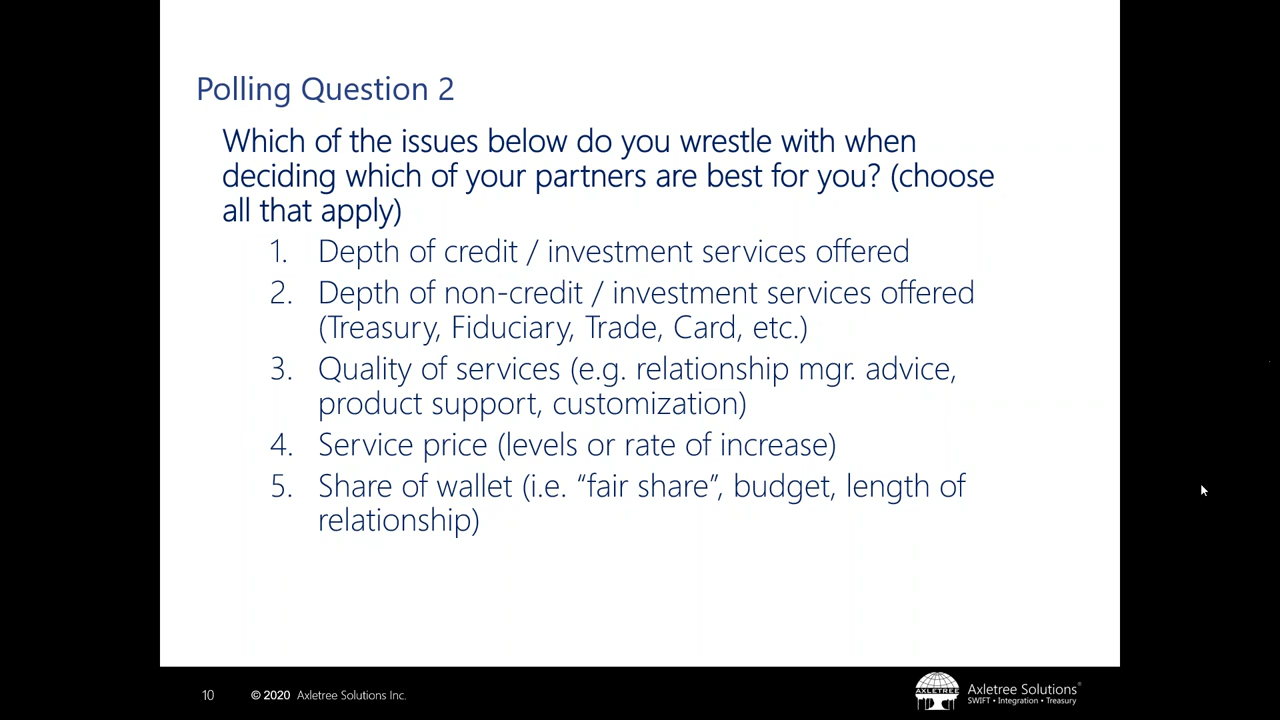 Polling Question 2
Which of the issues below do you wrestle with when
deciding which of your partners are best for you? (choose
all that apply)
1. Depth of credit / investment services offered
2. Depth of non-credit / investment services offered
(Treasury, Fiduciary, Trade, Card, etc.)
3. Quality of services (e.g. relationship mgr. advice,
product support, customization)
4. Service price (levels or rate of increase)
5. Share of wallet (i.e. “fair share”, budget, length of
relationship)
10 © 2020 Axletree Solutions Inc.
AXLETREE
Axletree Solutions®
SWIFT • Integration • Treasury